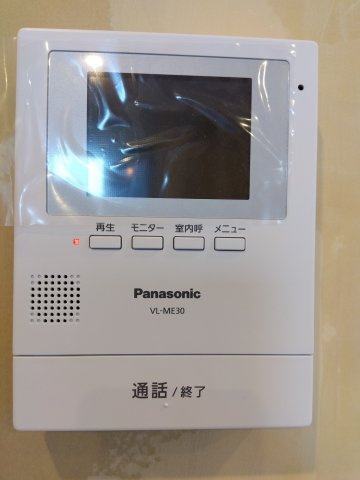 再生 モニター 室内呼 メニュー
Panasonic
VL-ME30
通話/終了